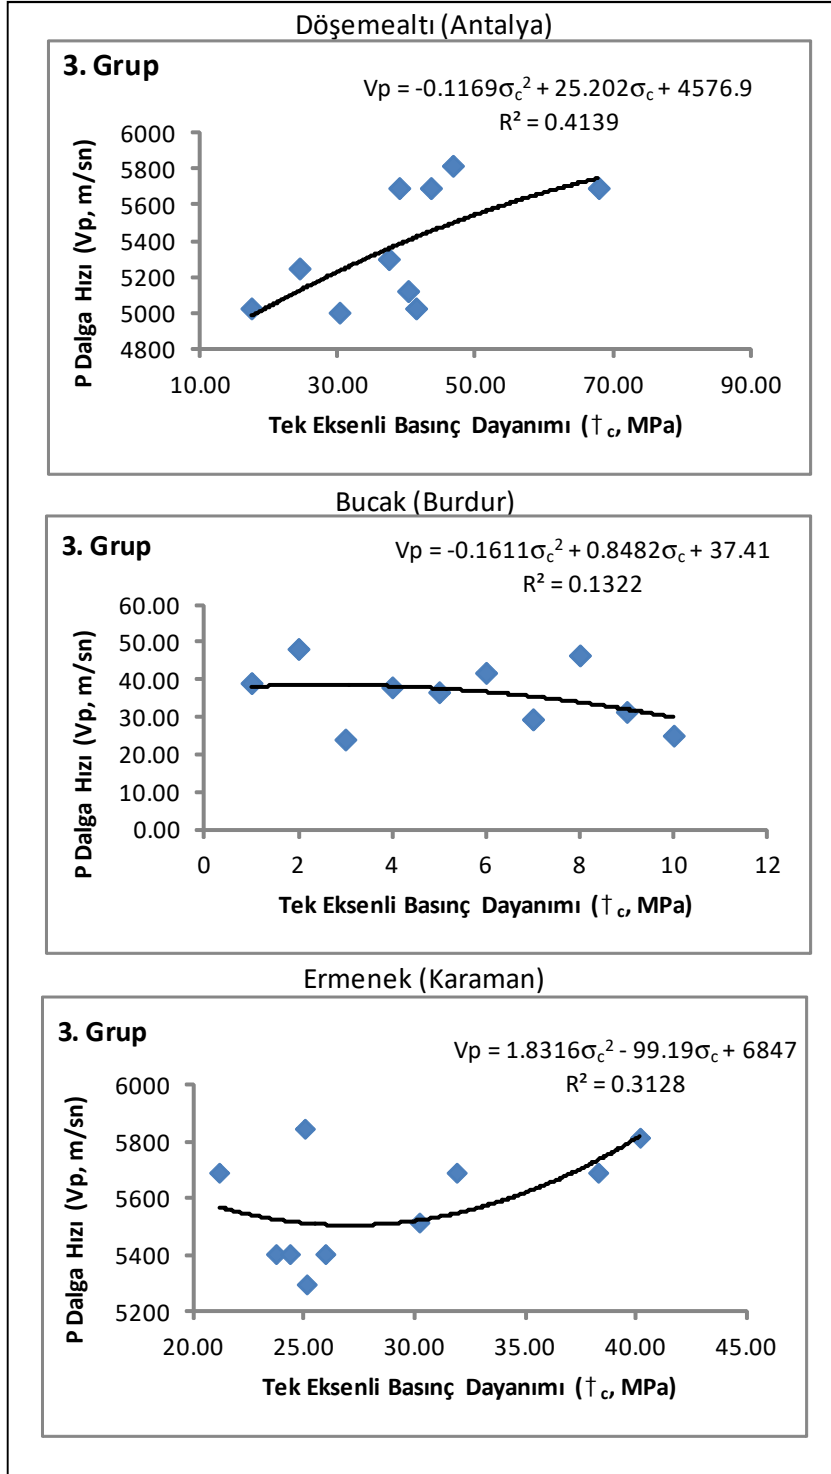 Döşemealtı (Antalya)
3. Grup
Vp = -0.1169σc² + 25.202σc + 4576.9
R² = 0.4139
P Dalga Hızı (Vp, m/sn)
6000
5800
5600
5400
5200
5000
4800
10.00 30.00 50.00 70.00 90.00
Tek Eksenli Basınç Dayanımı (†c, MPa)
Bucak (Burdur)
3. Grup
Vp = -0.1611σc² + 0.8482σc + 37.41
R² = 0.1322
P Dalga Hızı (Vp, m/sn)
60.00
50.00
40.00
30.00
20.00
10.00
0.00
0 2 4 6 8 10 12
Tek Eksenli Basınç Dayanımı (†c, MPa)
Ermenek (Karaman)
3. Grup
Vp = 1.8316σc² - 99.19σc + 6847
R² = 0.3128
P Dalga Hızı (Vp, m/sn)
6000
5800
5600
5400
5200
20.00 25.00 30.00 35.00 40.00 45.00
Tek Eksenli Basınç Dayanımı (†c, MPa)